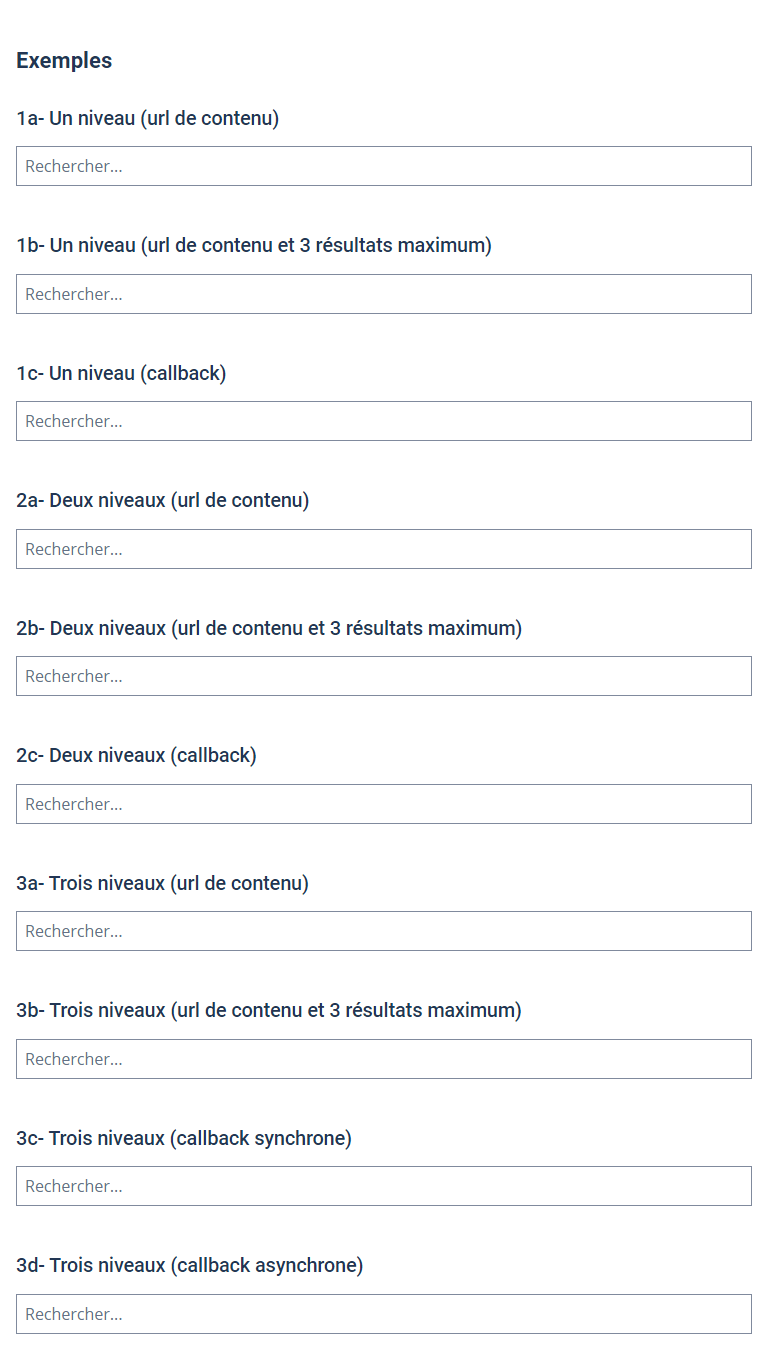 Exemples
1a- Un niveau (url de contenu)
Rechercher...
1b- Un niveau (url de contenu et 3 résultats maximum)
Rechercher...
1c- Un niveau (callback)
Rechercher...
2a- Deux niveaux (url de contenu)
Rechercher...
2b- Deux niveaux (url de contenu et 3 résultats maximum)
Rechercher...
2c- Deux niveaux (callback)
Rechercher...
3a- Trois niveaux (url de contenu)
Rechercher...
3b- Trois niveaux (url de contenu et 3 résultats maximum)
Rechercher...
3c- Trois niveaux (callback synchrone)
Rechercher...
3d- Trois niveaux (callback asynchrone)
Rechercher...